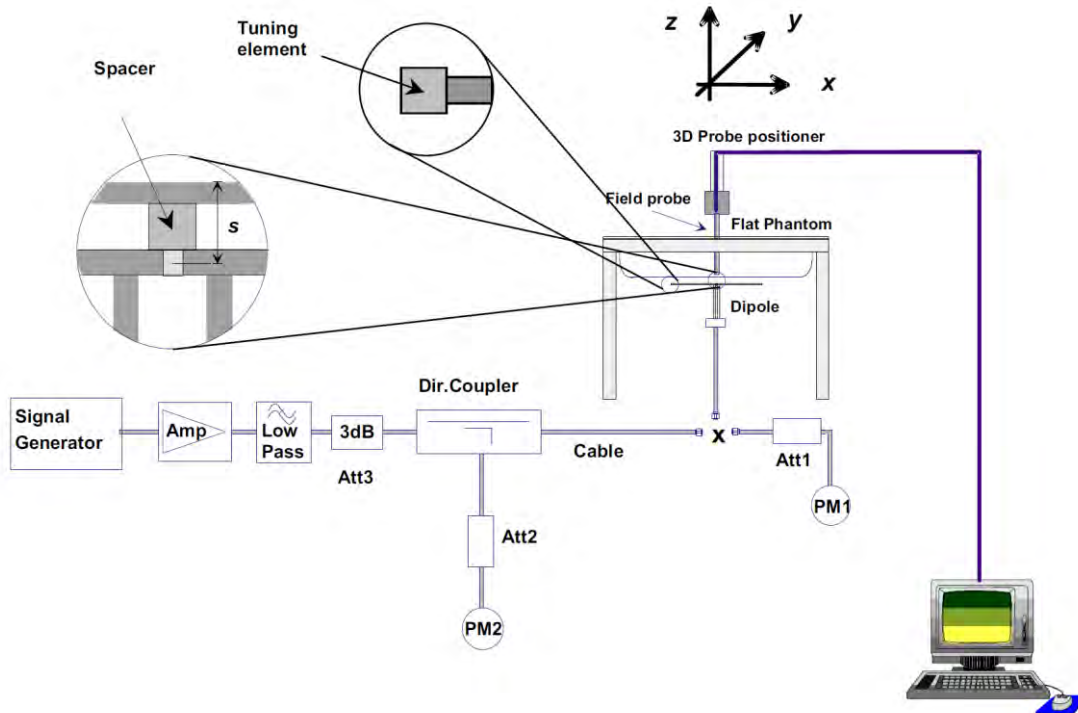 Tuning
element
Spacer
z
y
x
3D Probe positioner
Field probe
Flat Phantom
s
Dipole
Dir.Coupler
Signal
Generator
Amp
Low
Pass
3dB
Att3
Cable
x
Att1
PM1
Att2
PM2